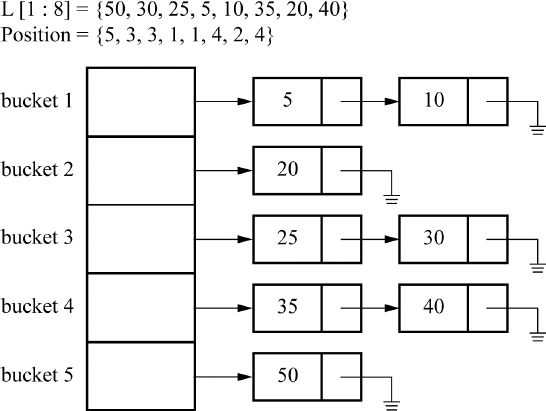 L [1 : 8] = {50, 30, 25, 5, 10, 35, 20, 40}
Position = {5, 3, 3, 1, 1, 4, 2, 4}
bucket 1 5 10
bucket 2 20
bucket 3 25 30
bucket 4 35 40
bucket 5 50